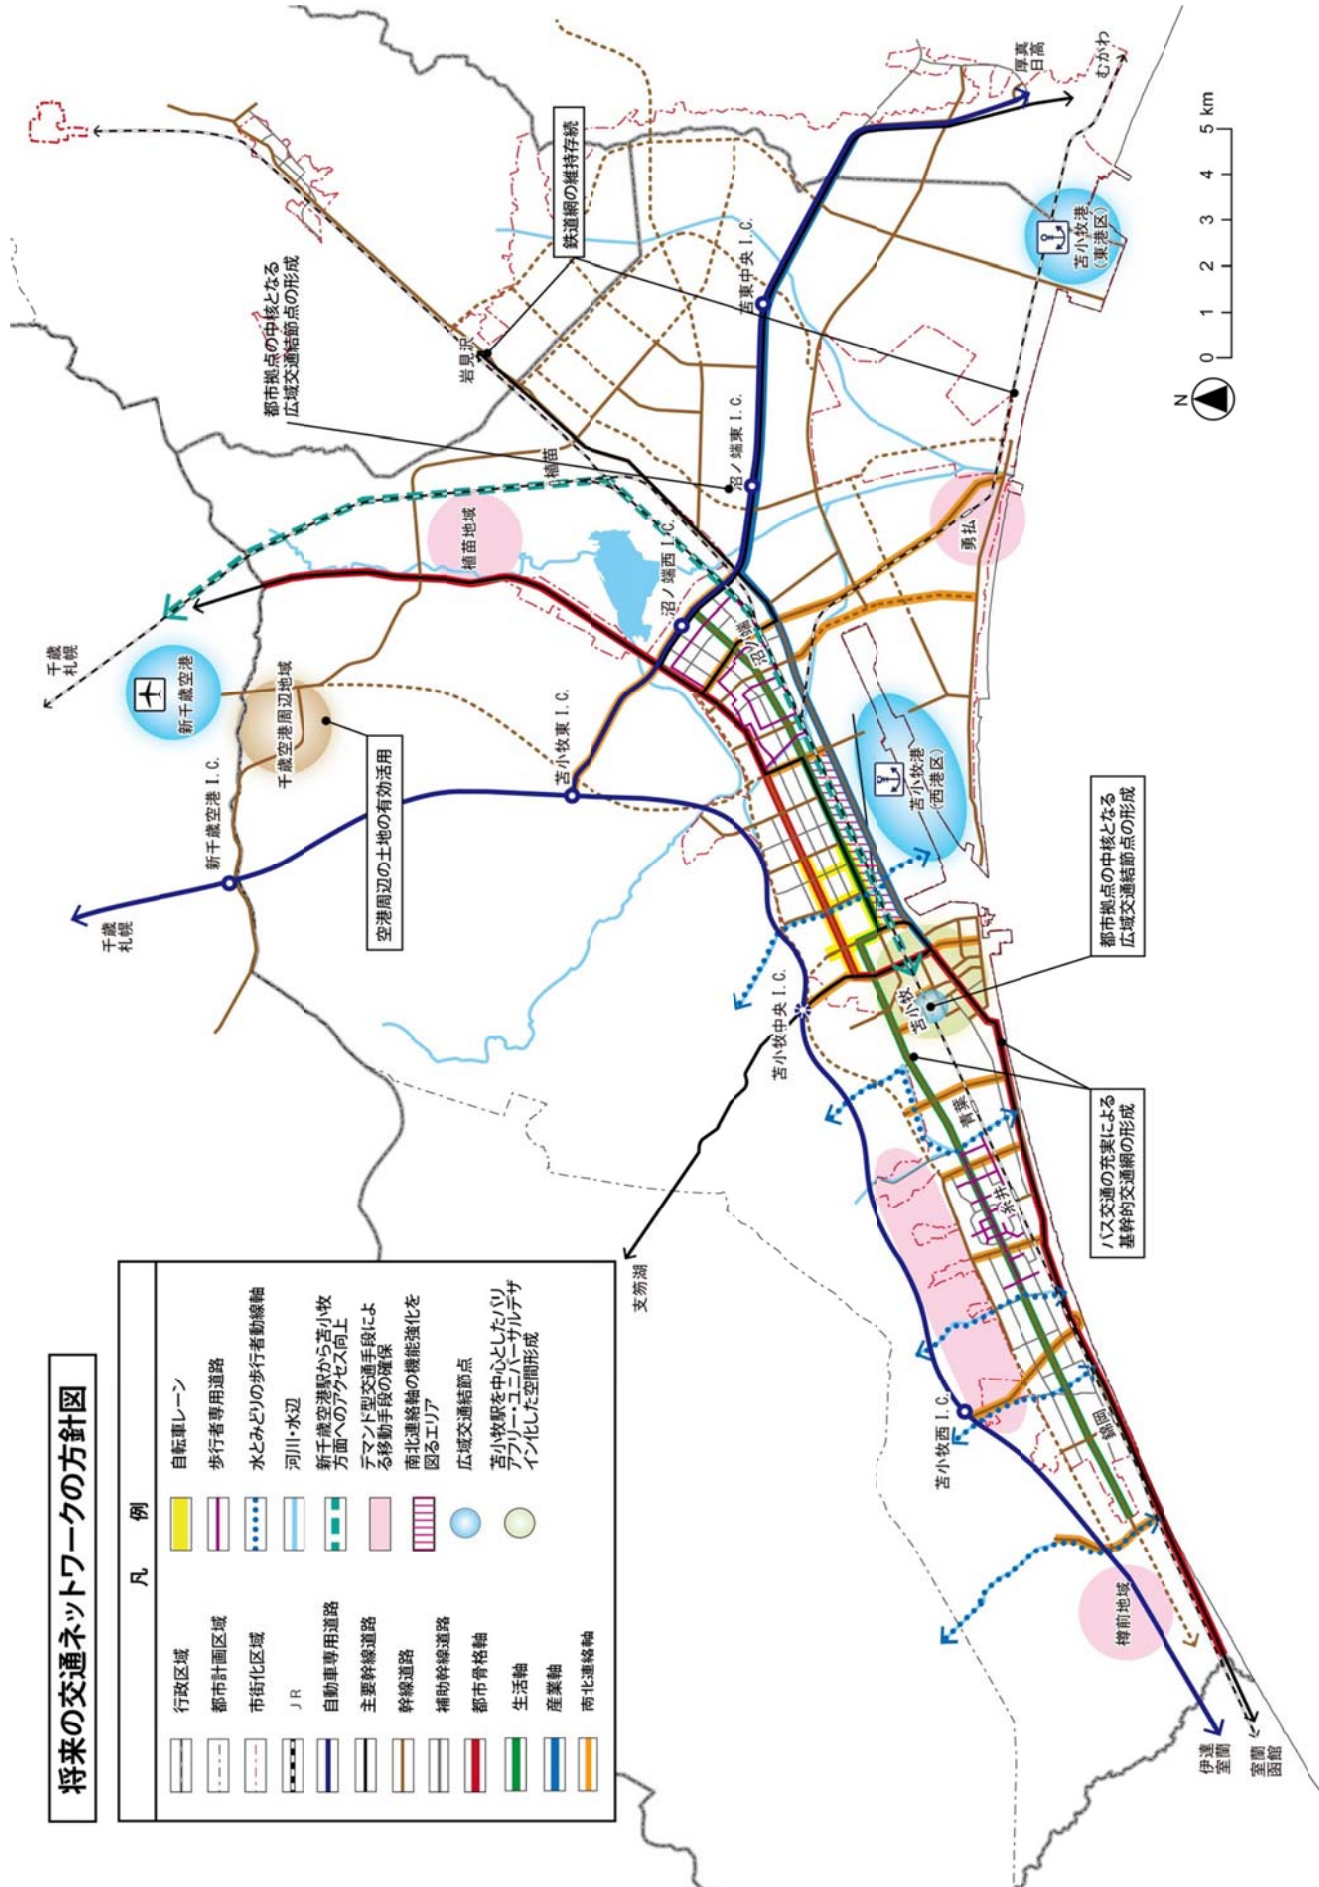 将来の交通ネットワークの方針図
凡　例
行政区域
都市計画区域
市街化区域
ＪＲ
自動車専用道路
主要幹線道路
幹線道路
補助幹線道路
都市骨格軸
生活軸
産業軸
南北連絡軸
自転車レーン
歩行者専用道路
水とみどりの歩行者動線軸
河川・水辺
新千歳空港駅から苫小牧
方面へのアクセス向上
デマンド型交通手段によ
る移動手段の確保
南北連絡軸の機能強化を
図るエリア
広域交通結節点
苫小牧駅を中心としたバリ
アフリー・ユニバーサルデザ
イン化した空間形成
千歳
札幌
新千歳空港 I.C.
千歳
札幌
新千歳空港
千歳空港周辺地域
空港周辺の土地の有効活用
苫小牧東 I.C.
植苗地域
植苗
都市拠点の中核となる
広域交通結節点の形成
岩見沢
鉄道網の維持存続
沼ノ端西 I.C.
沼ノ端東 I.C.
苫東中央 I.C.
沼ノ端
厚真
日高
むかわ
勇払
苫小牧港
（東港区）
苫小牧港
（西港区）
苫小牧中央 I.C.
支笏湖
苫小牧
都市拠点の中核となる
広域交通結節点の形成
バス交通の充実による
基幹的交通網の形成
青葉
糸井
苫小牧西 I.C.
錦岡
樽前地域
伊達
室蘭
室蘭
函館
N
0 1 2 3 4 5 km